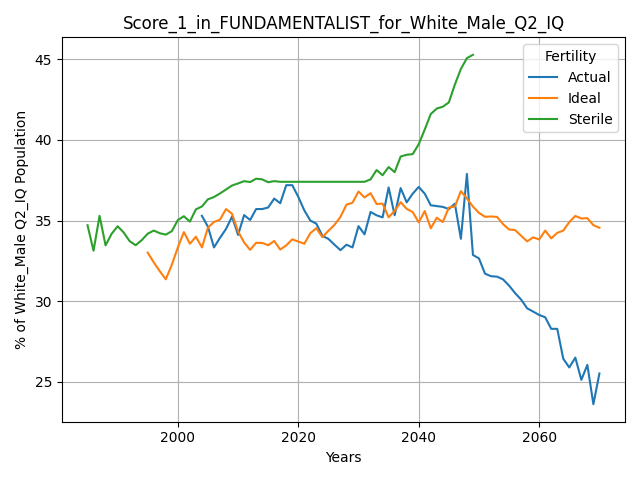 Score_1_in_FUNDAMENTALIST_for_White_Male_Q2_IQ
Fertility
Actual
Ideal
Sterile
% of White_Male Q2_IQ Population
45
40
35
30
25
2000
2020
2040
2060
Years